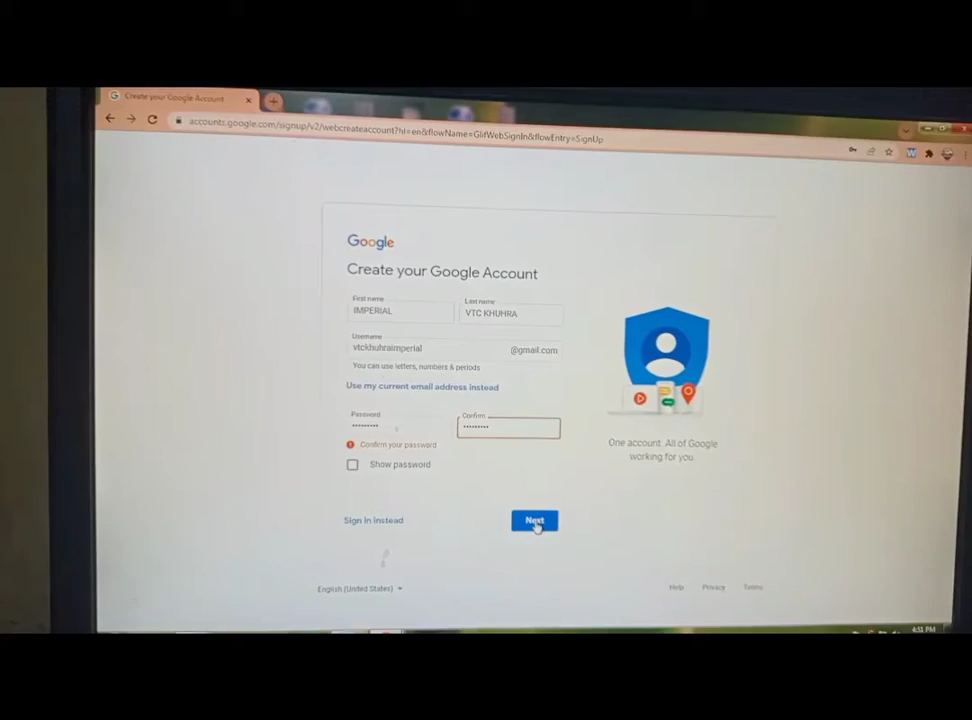 Create your Google Account
accounts.google.com/signup/v2/webcreateaccount?hl=en&flowName=GlifWebSignIn&flowEntry=SignUp
Google
Create your Google Account
First name
IMPERIAL
Last name
VTC KHUHRA
Username
vtckhuhraimperial
@gmail.com
You can use letters, numbers & periods
Use my current email address instead
Password
Confirm
Confirm your password
Show password
One account. All of Google
working for you.
Sign in instead
Next
English (United States)
Help
Privacy
Terms
4:51 PM